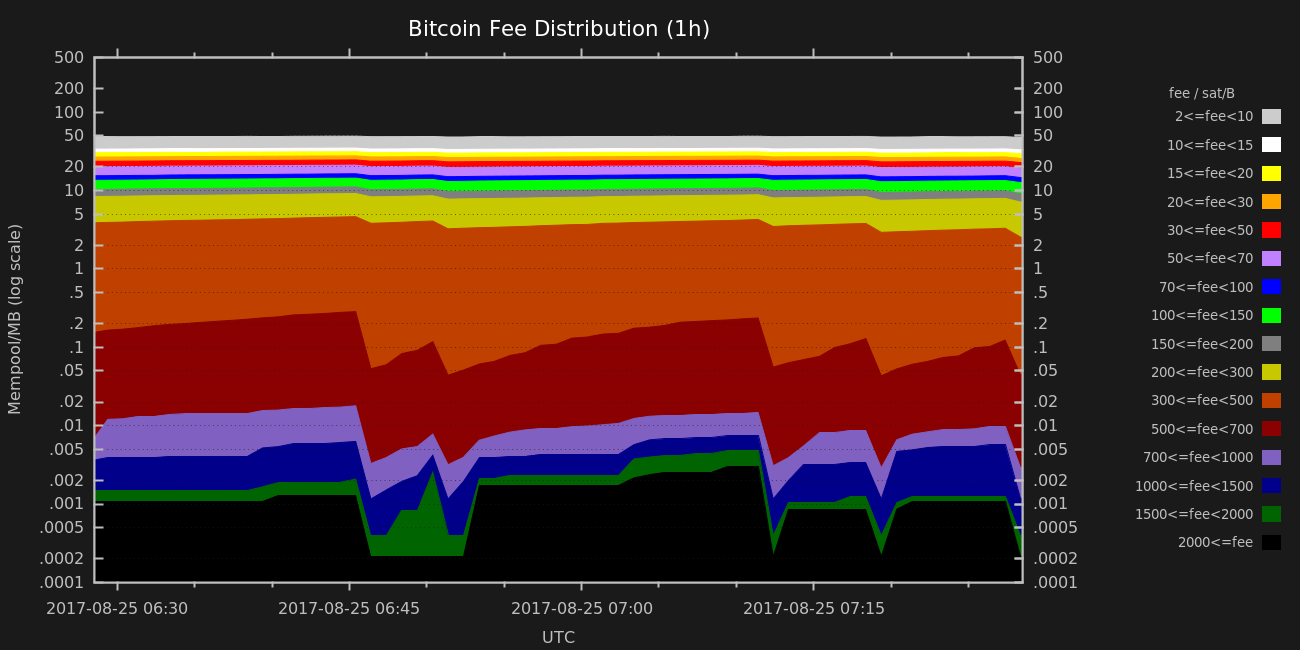 Bitcoin Fee Distribution (1h)
500
200
100
50
20
10
5
2
1
.5
.2
.1
.05
.02
.01
.005
.002
.001
.0005
.0002
.0001
Mempool/MB (log scale)
500
200
100
50
20
10
5
2
1
.5
.2
.1
.05
.02
.01
.005
.002
.001
.0005
.0002
.0001
2017-08-25 06:30 2017-08-25 06:45 2017-08-25 07:00 2017-08-25 07:15
UTC
fee / sat/B
2<=fee<10
10<=fee<15
15<=fee<20
20<=fee<30
30<=fee<50
50<=fee<70
70<=fee<100
100<=fee<150
150<=fee<200
200<=fee<300
300<=fee<500
500<=fee<700
700<=fee<1000
1000<=fee<1500
1500<=fee<2000
2000<=fee